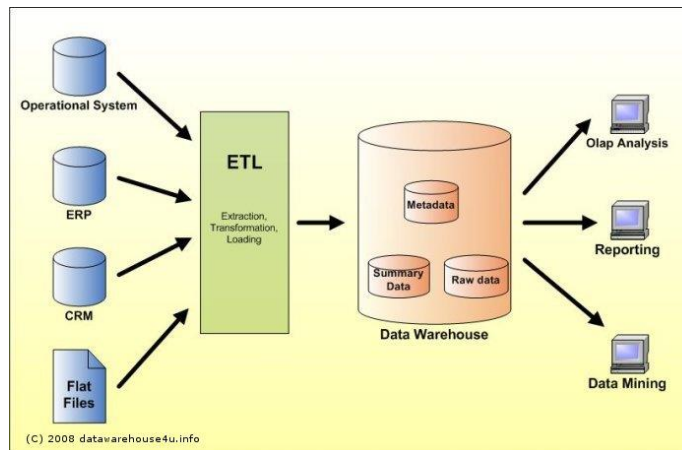 Operational System
ERP
CRM
Flat
Files
ETL
Extraction,
Transformation,
Loading
Metadata
Summary
Data
Raw data
Data Warehouse
Olap Analysis
Reporting
Data Mining
(C) 2008 datawarehouse4u.info